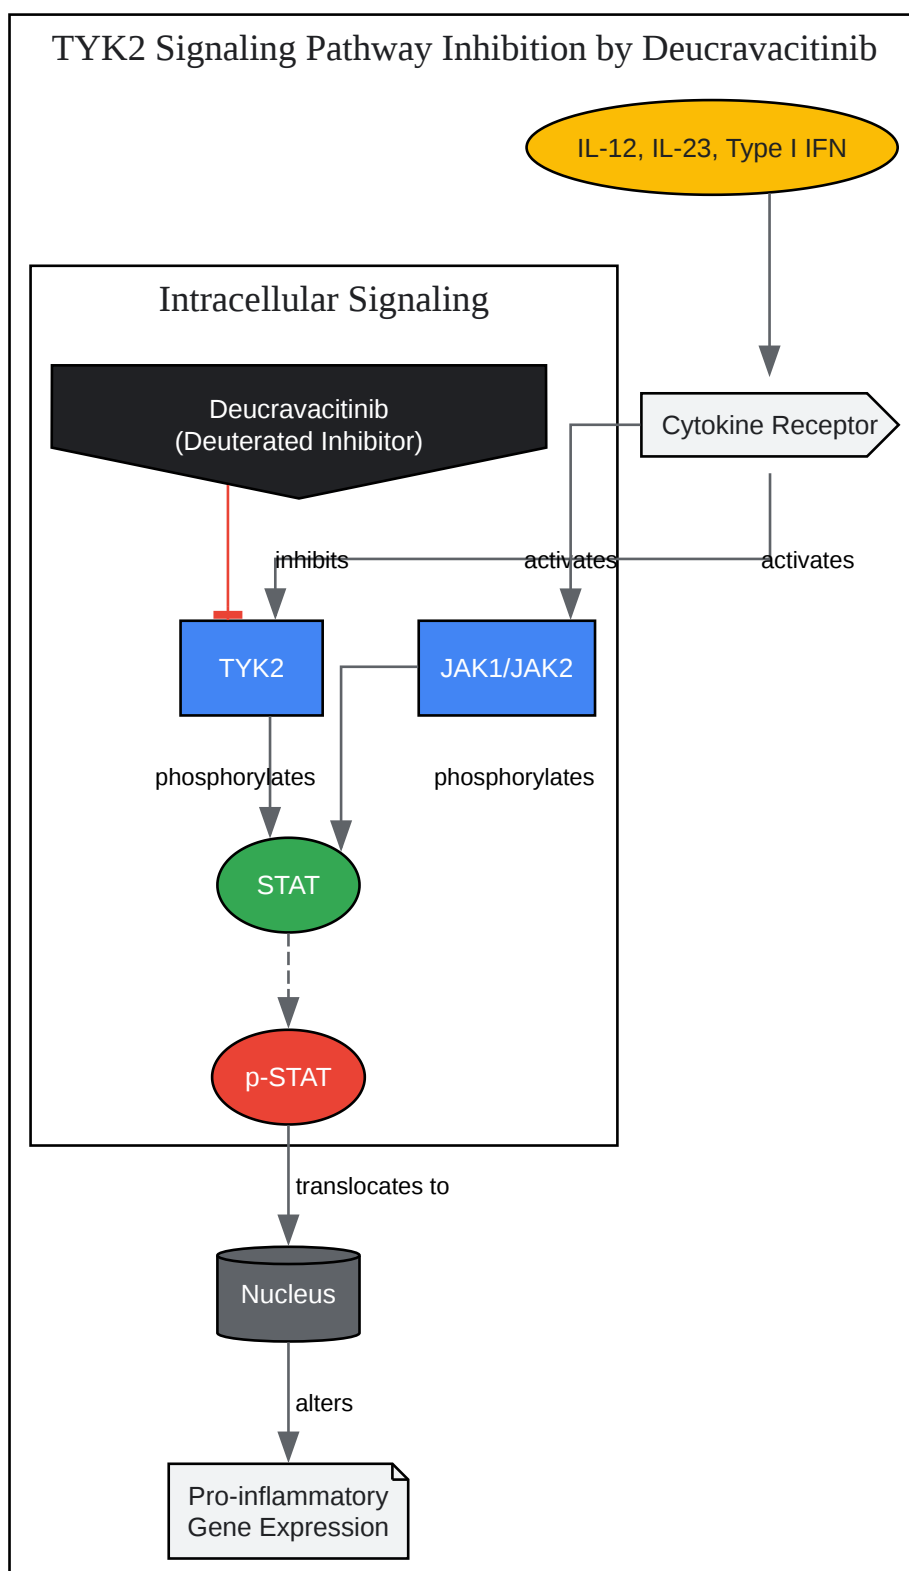 TYK2 Signaling Pathway Inhibition by Deucravacitinib
IL-12, IL-23, Type I IFN
Intracellular Signaling
Deucravacitinib
(Deuterated Inhibitor)
Cytokine Receptor
inhibits
activates
activates
TYK2
JAK1/JAK2
phosphorylates
phosphorylates
STAT
p-STAT
translocates to
Nucleus
alters
Pro-inflammatory
Gene Expression